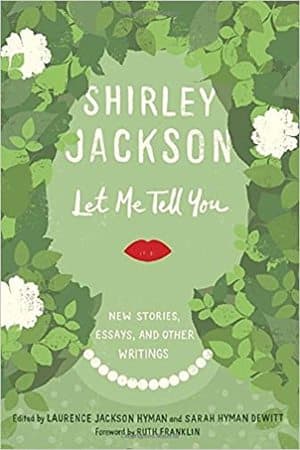 SHIRLEY
JACKSON
Let Me Tell You
NEW STORIES,
ESSAYS, AND OTHER
WRITINGS
Edited by LAURENCE JACKSON HYMAN and SARAH HYMAN DEWITT
Foreword by RUTH FRANKLIN